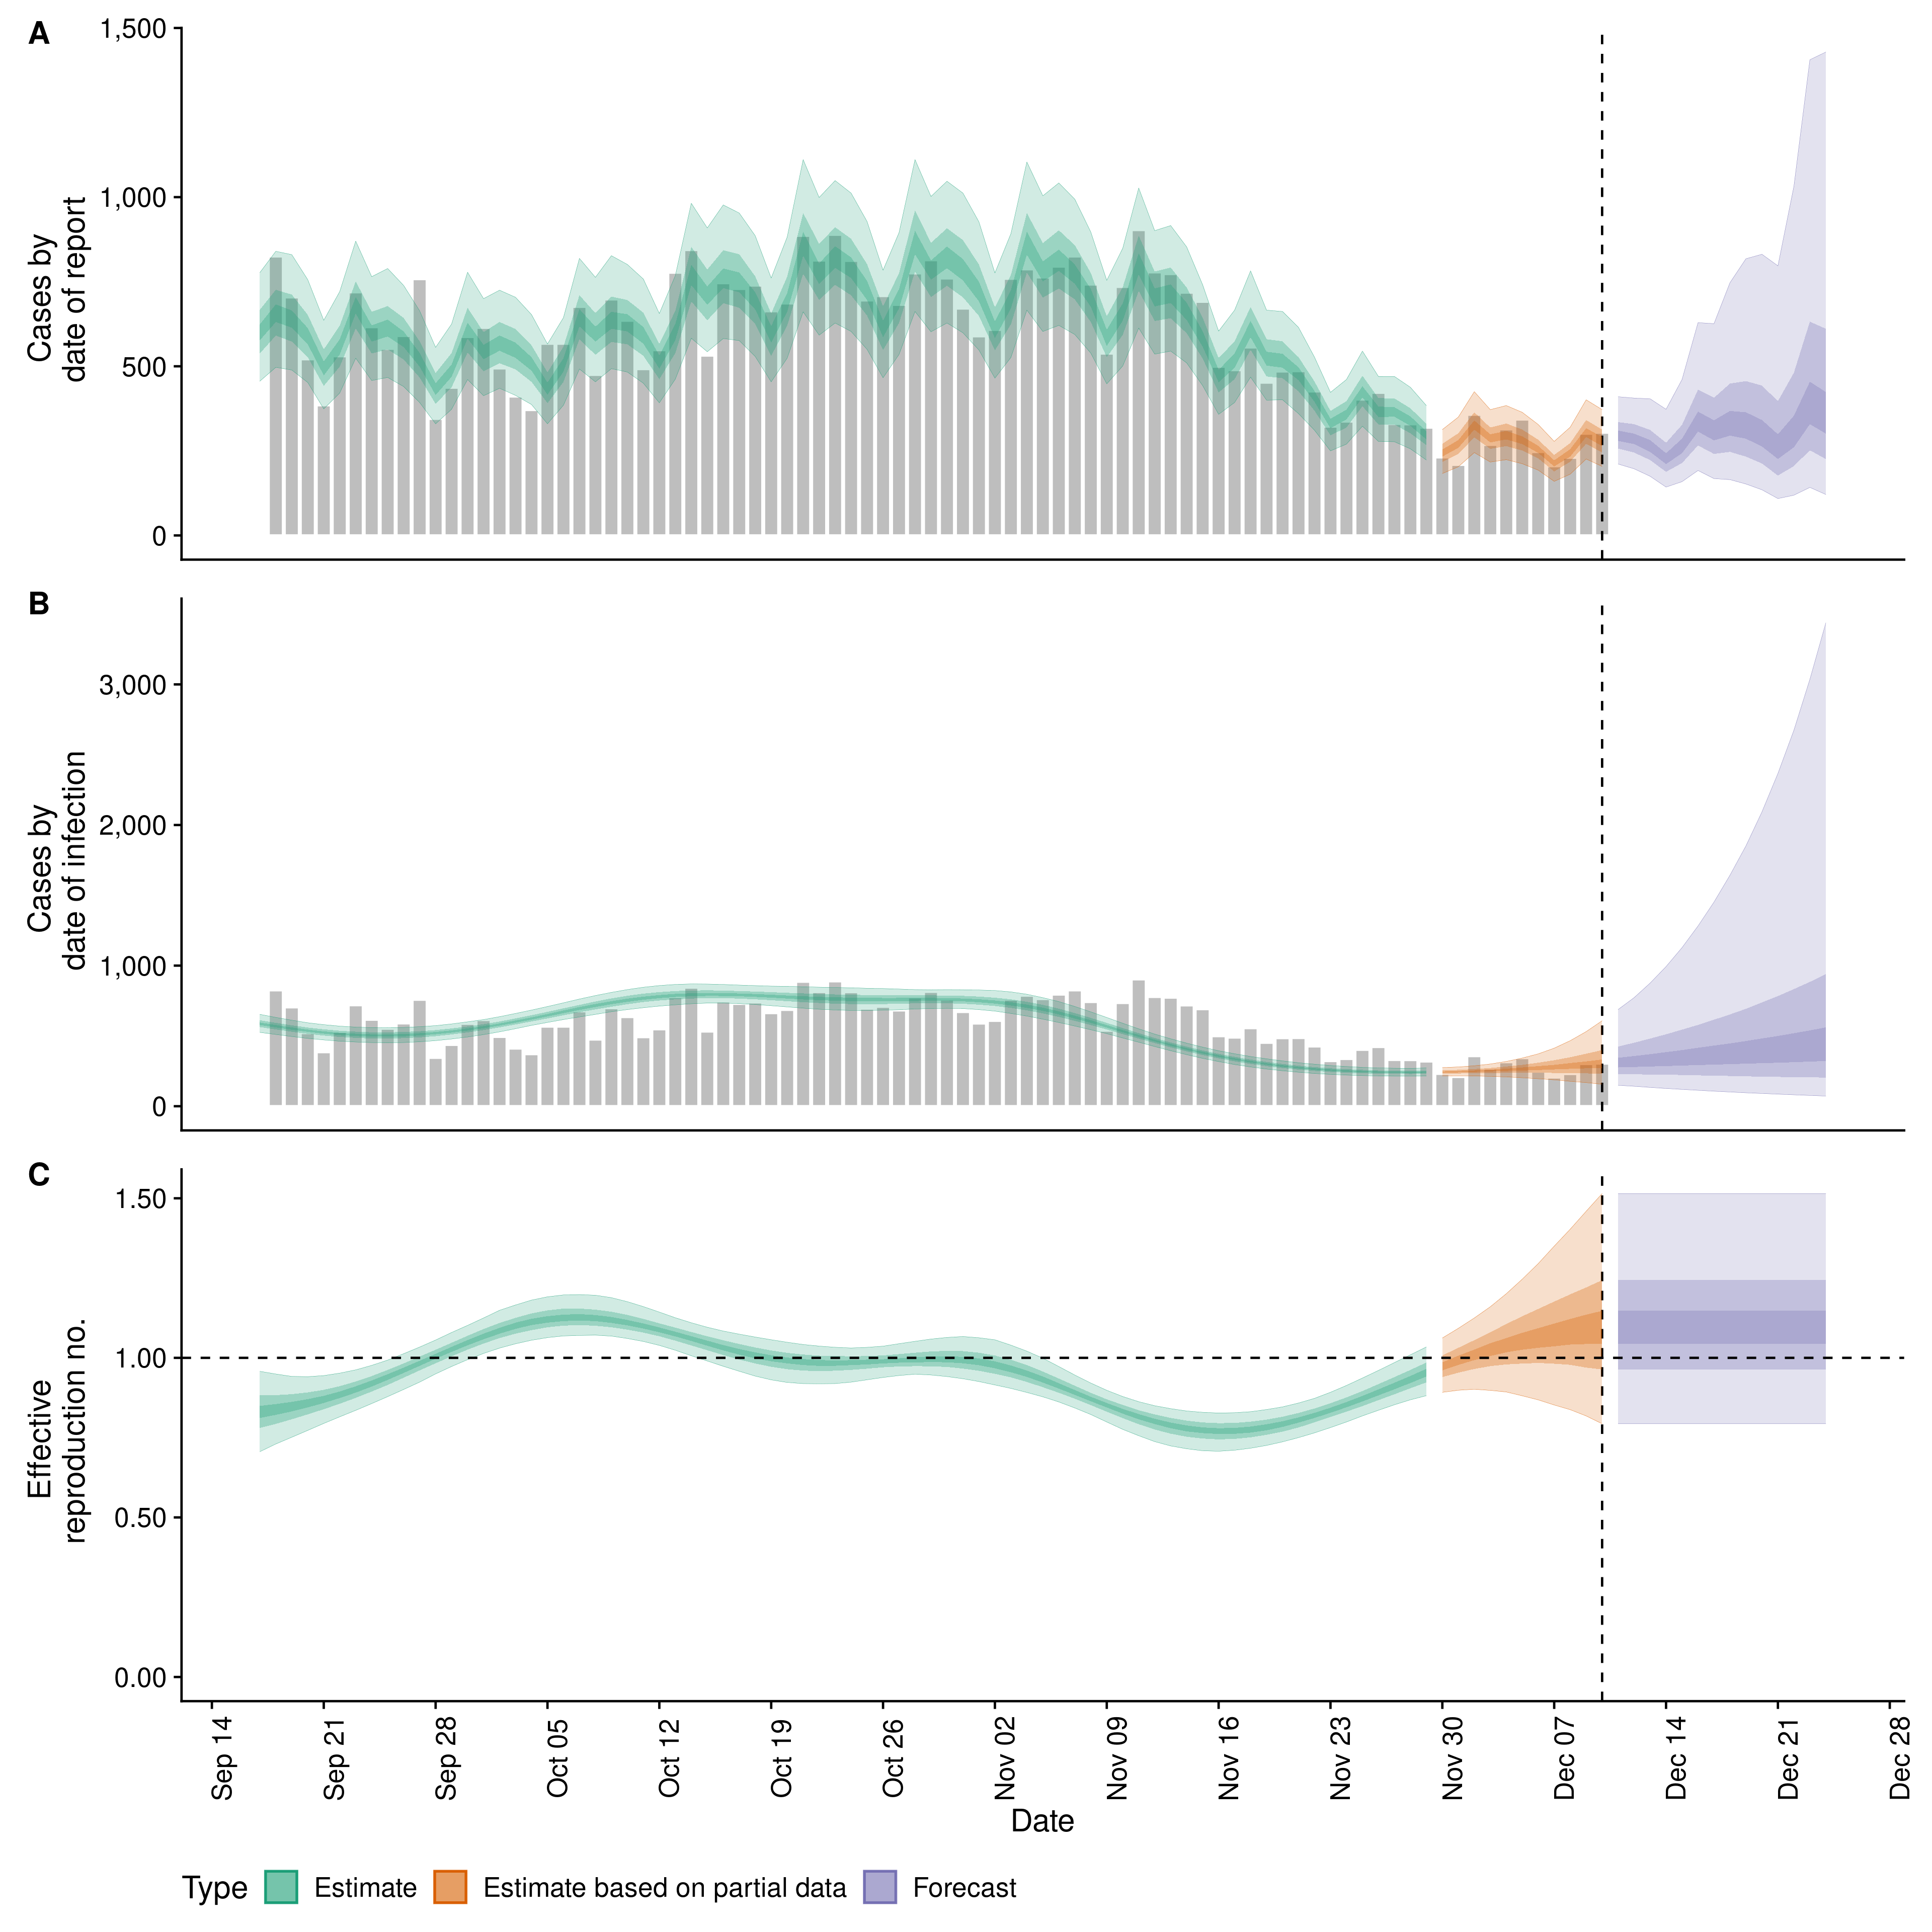 A
1,500
1,000
500
0
Cases by
date of report
B
3,000
2,000
1,000
0
Cases by
date of infection
C
1.50
1.00
0.50
0.00
Effective
reproduction no.
Sep 14
Sep 21
Sep 28
Oct 05
Oct 12
Oct 19
Oct 26
Nov 02
Nov 09
Nov 16
Nov 23
Nov 30
Dec 07
Dec 14
Dec 21
Dec 28
Date
Type Estimate Estimate based on partial data Forecast